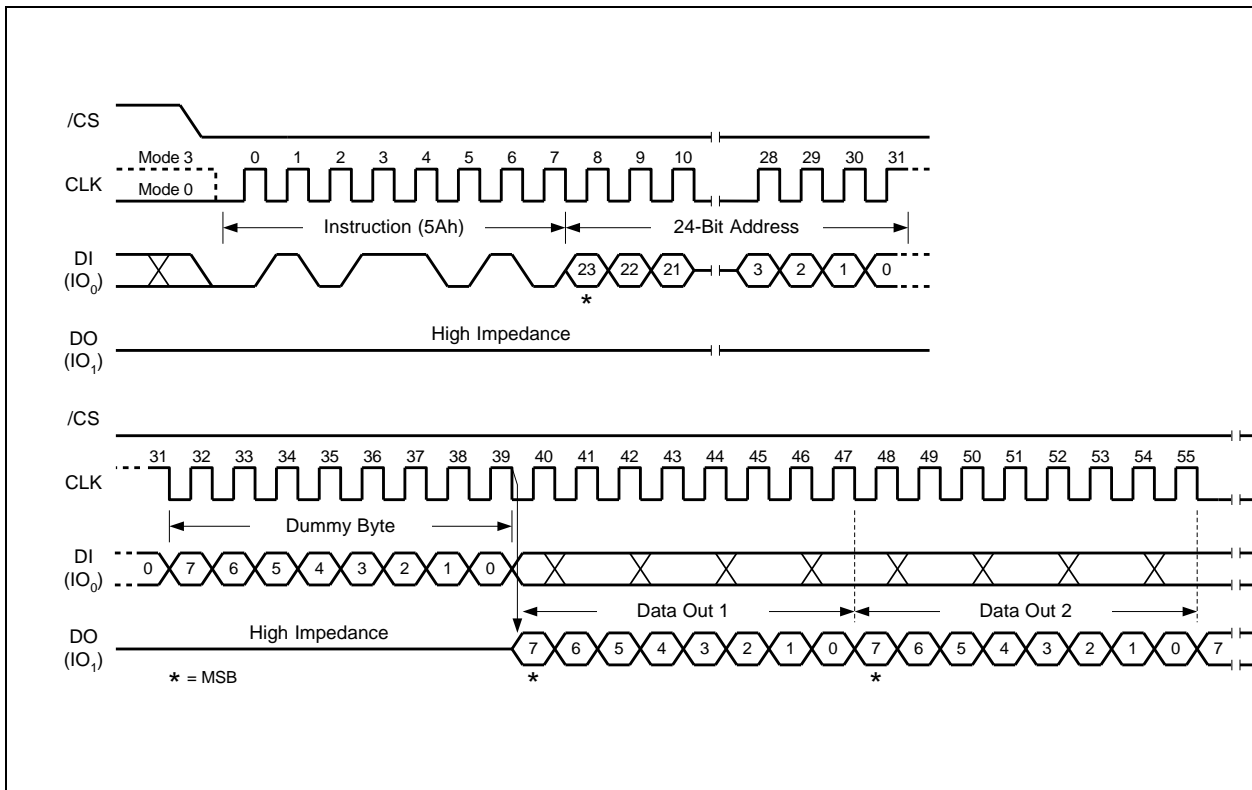 /CS
Mode 3 0 1 2 3 4 5 6 7 8 9 10 28 29 30 31
CLK Mode 0
Instruction (5Ah) 24-Bit Address
DI
(IO0) 23 22 21 3 2 1 0
*
High Impedance
DO
(IO1)
/CS
31 32 33 34 35 36 37 38 39 40 41 42 43 44 45 46 47 48 49 50 51 52 53 54 55
CLK
Dummy Byte
DI
(IO0) 0 7 6 5 4 3 2 1 0
Data Out 1 Data Out 2
High Impedance
DO
(IO1) 7 6 5 4 3 2 1 0 7 6 5 4 3 2 1 0 7
* *
* = MSB